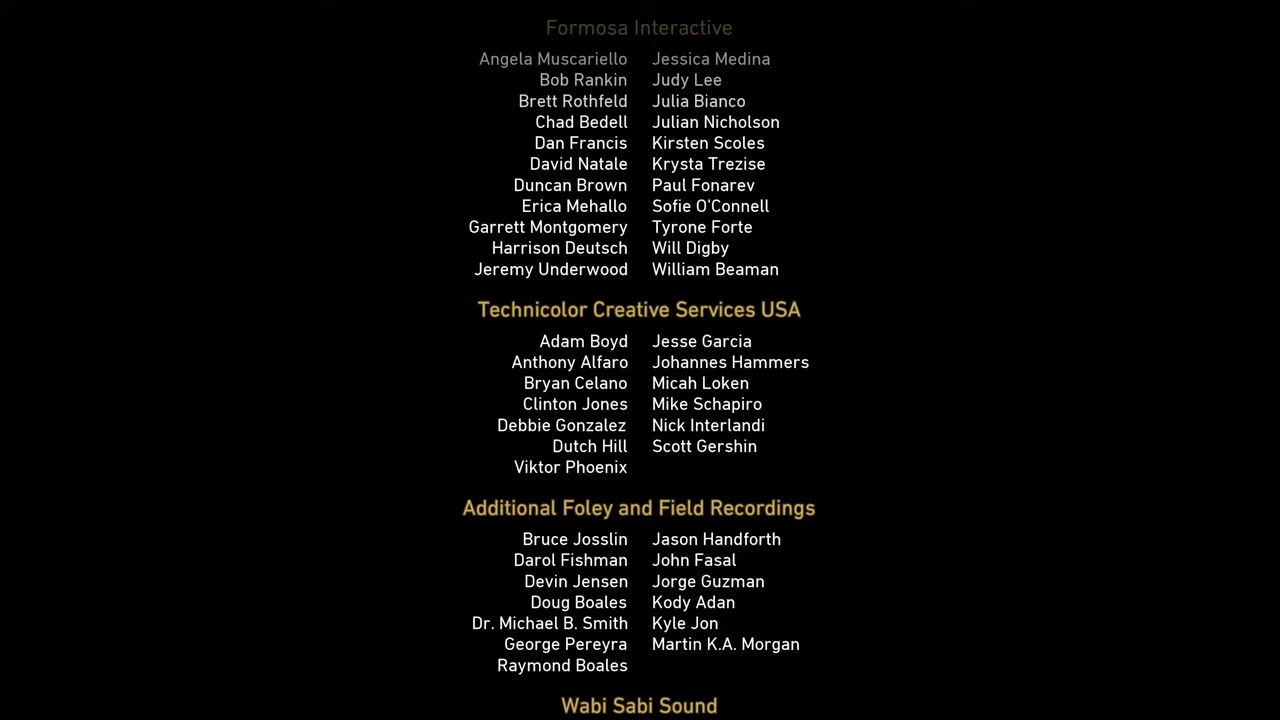 Formosa Interactive
Angela Muscariello Jessica Medina
Bob Rankin Judy Lee
Brett Rothfeld Julia Bianco
Chad Bedell Julian Nicholson
Dan Francis Kirsten Scoles
David Natale Krysta Trezise
Duncan Brown Paul Fonarev
Erica Mehallo Sofie O'Connell
Garrett Montgomery Tyrone Forte
Harrison Deutsch Will Digby
Jeremy Underwood William Beaman
Technicolor Creative Services USA
Adam Boyd Jesse Garcia
Anthony Alfaro Johannes Hammers
Bryan Celano Micah Loken
Clinton Jones Mike Schapiro
Debbie Gonzalez Nick Interlandi
Dutch Hill Scott Gershin
Viktor Phoenix
Additional Foley and Field Recordings
Bruce Josslin Jason Handforth
Darol Fishman John Fasal
Devin Jensen Jorge Guzman
Doug Boales Kody Adan
Dr. Michael B. Smith Kyle Jon
George Pereyra Martin K.A. Morgan
Raymond Boales
Wabi Sabi Sound